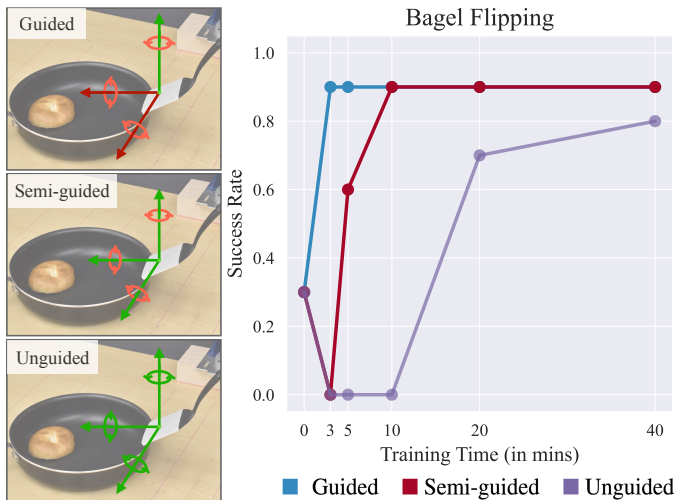 Guided
Semi-guided
Unguided
Bagel Flipping
Success Rate
1.0
0.8
0.6
0.4
0.2
0.0
0 3 5 10 20 40
Training Time (in mins)
Guided Semi-guided Unguided